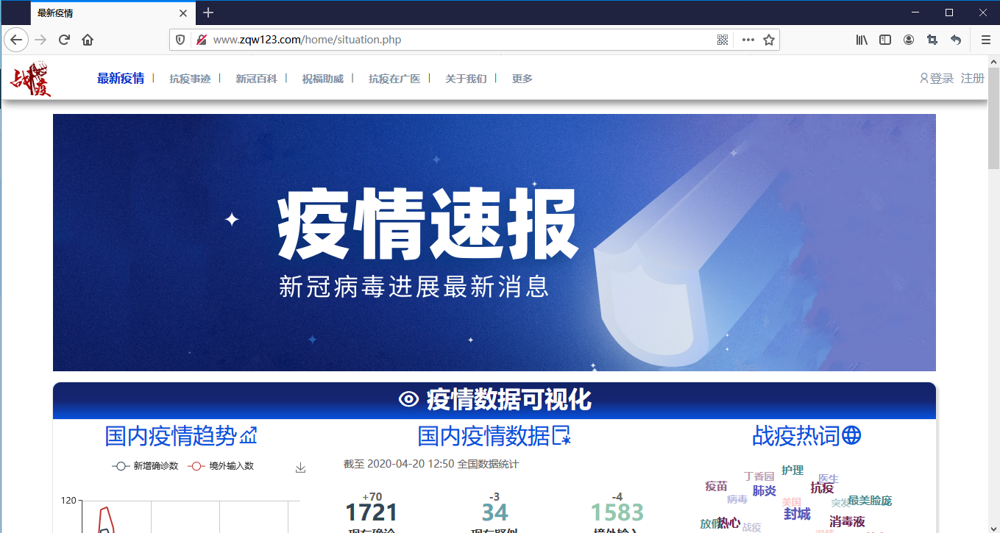 最新疫情
www.zqw123.com/home/situation.php
战疫
最新疫情 抗疫事迹 新冠百科 祝福助威 抗疫在广医 关于我们 更多 登录 注册
疫情速报
新冠病毒进展最新消息
疫情数据可视化
国内疫情趋势 国内疫情数据 战疫热词
新增确诊数 境外输入数
截至 2020-04-20 12:50 全国数据统计
120
+70 -3 -4
1721 34 1583
现有确诊 现有疑似 境外输入
护理
丁香园 医生
疫苗 肺炎 抗疫
病毒 美国 突发 最美脸庞
封城
放假 热心 战疫 消毒液